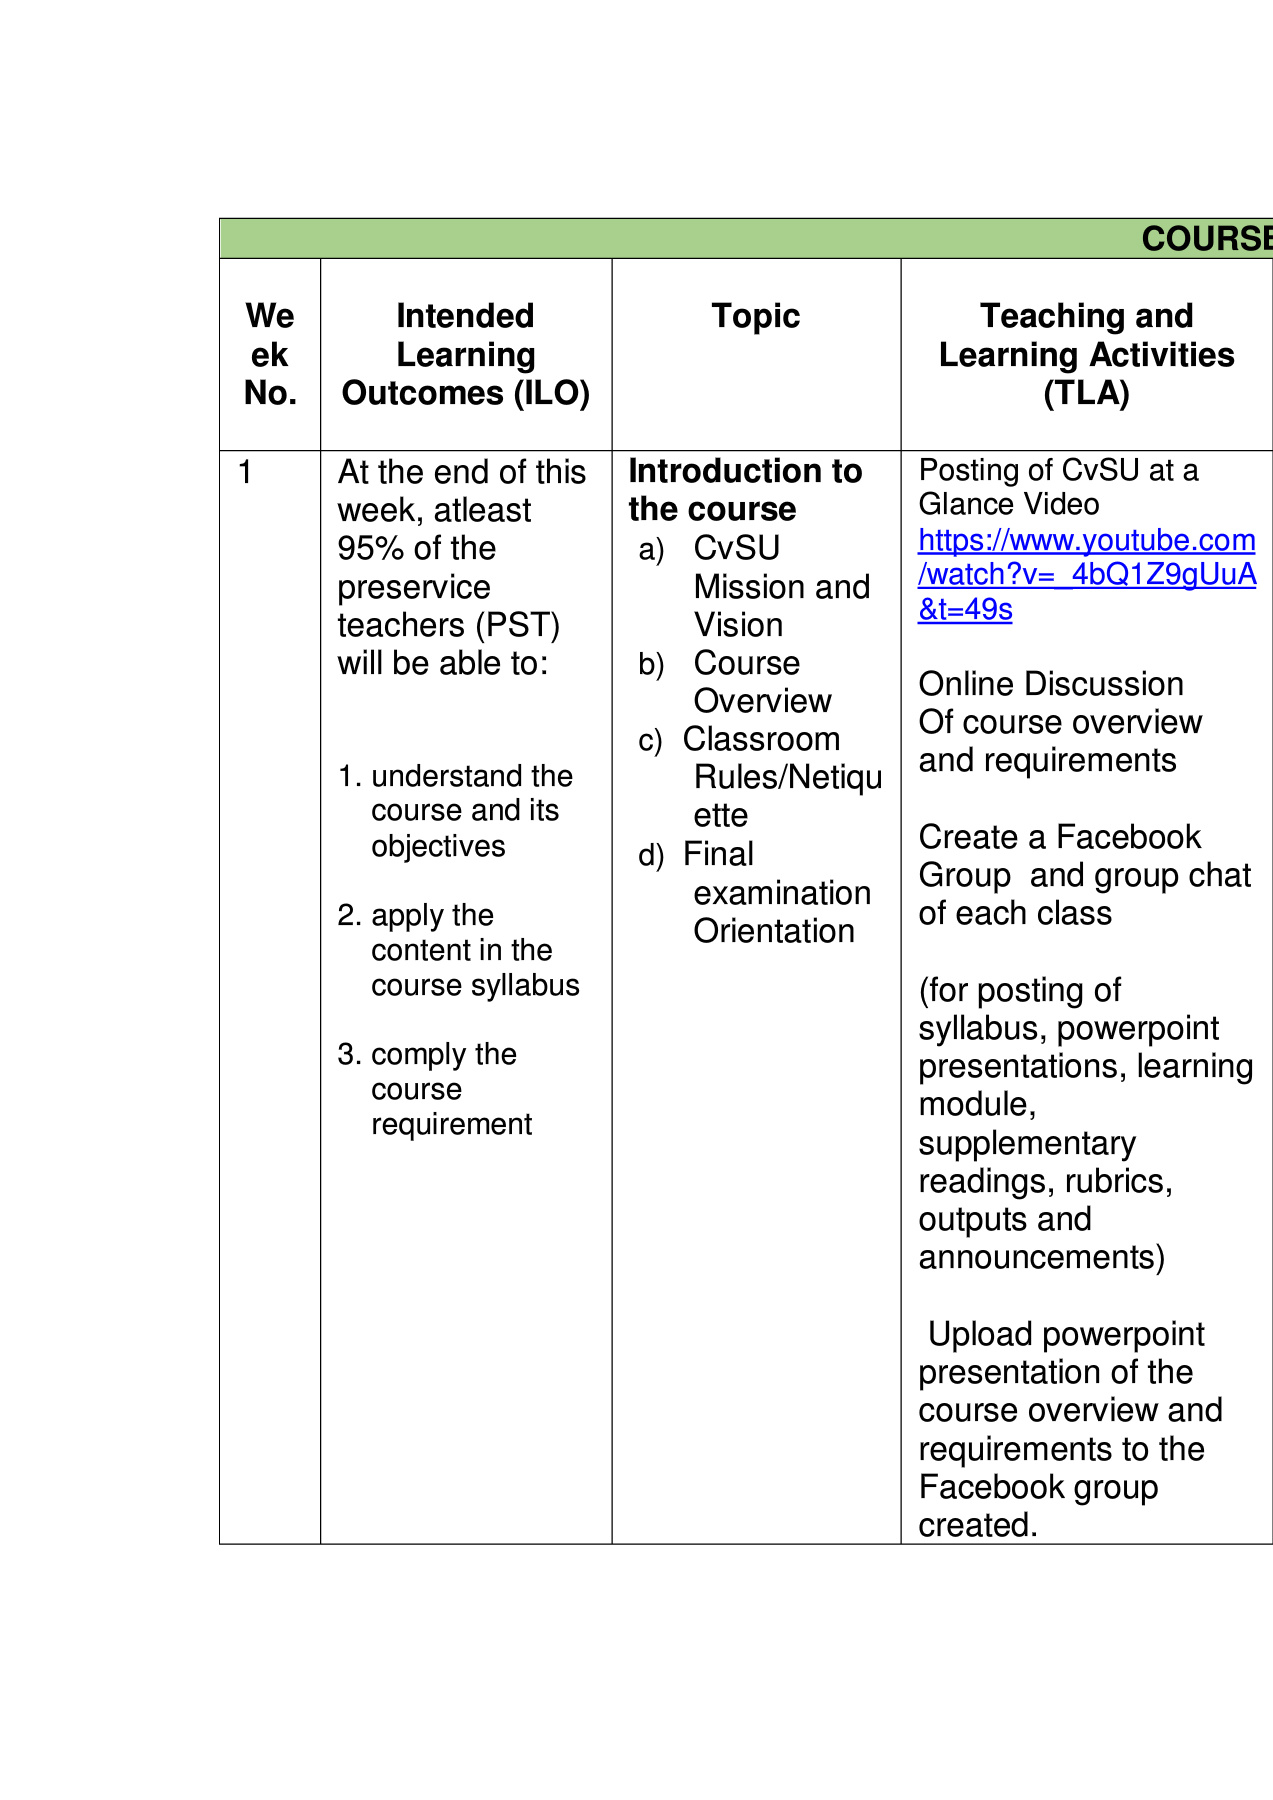 COURSE
We
ek
No.
Intended
Learning
Outcomes (ILO)
Topic
Teaching and
Learning Activities
(TLA)
1
At the end of this
week, atleast
95% of the
preservice
teachers (PST)
will be able to:
1. understand the
course and its
objectives
2. apply the
content in the
course syllabus
3. comply the
course
requirement
Introduction to
the course
a) CvSU
Mission and
Vision
b) Course
Overview
c) Classroom
Rules/Netiqu
ette
d) Final
examination
Orientation
Posting of CvSU at a
Glance Video
https://www.youtube.com
/watch?v=_4bQ1Z9gUuA
&t=49s
Online Discussion
Of course overview
and requirements
Create a Facebook
Group  and group chat
of each class
(for posting of
syllabus, powerpoint
presentations, learning
module,
supplementary
readings, rubrics,
outputs and
announcements)
Upload powerpoint
presentation of the
course overview and
requirements to the
Facebook group
created.